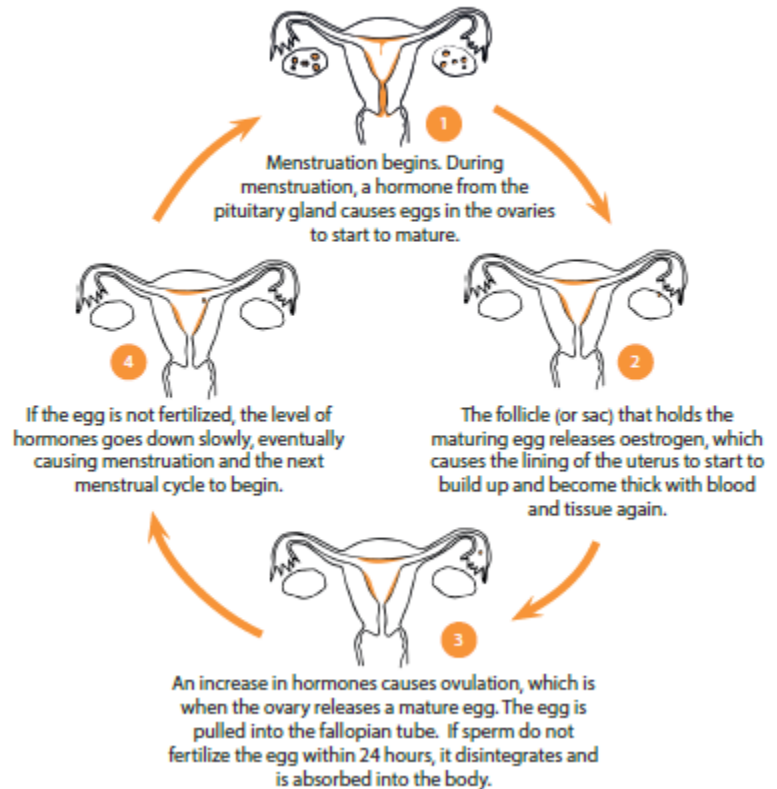 1
Menstruation begins. During
menstruation, a hormone from the
pituitary gland causes eggs in the ovaries
to start to mature.
2
The follicle (or sac) that holds the
maturing egg releases oestrogen, which
causes the lining of the uterus to start to
build up and become thick with blood
and tissue again.
3
An increase in hormones causes ovulation, which is
when the ovary releases a mature egg. The egg is
pulled into the fallopian tube. If sperm do not
fertilize the egg within 24 hours, it disintegrates and
is absorbed into the body.
4
If the egg is not fertilized, the level of
hormones goes down slowly, eventually
causing menstruation and the next
menstrual cycle to begin.